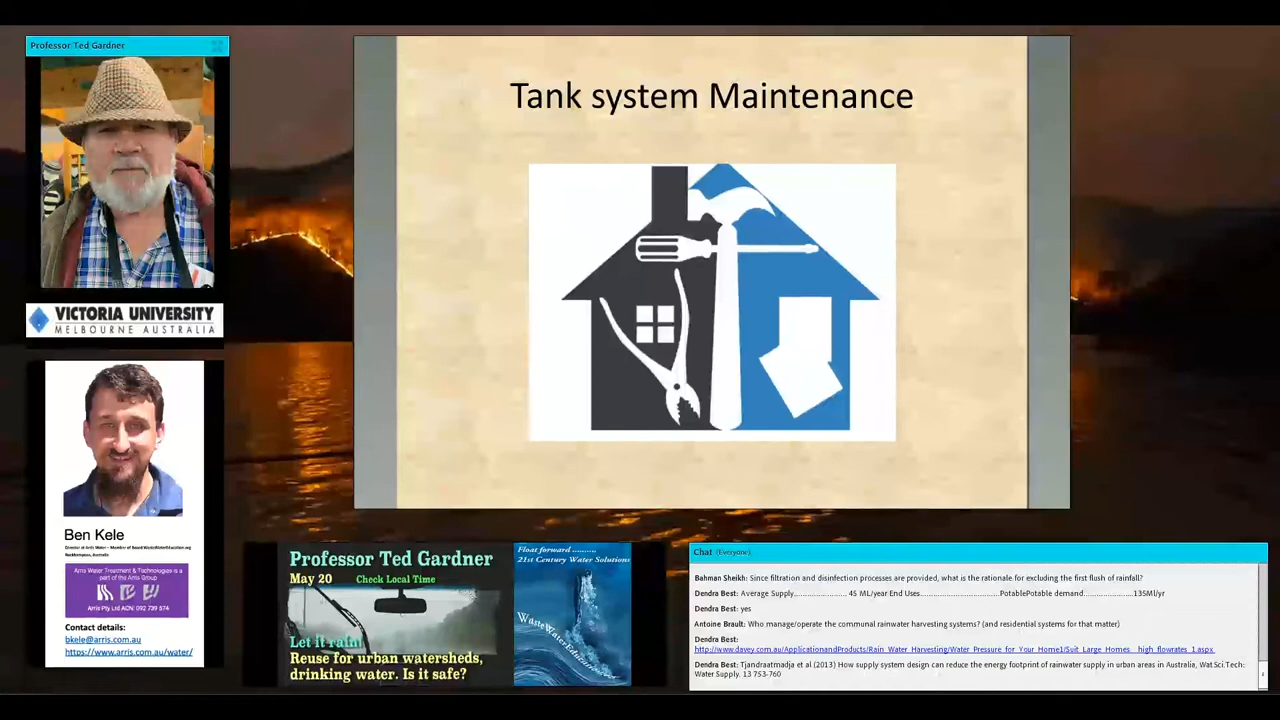 Professor Ted Gardner
Tank system Maintenance
VICTORIA UNIVERSITY
MELBOURNE AUSTRALIA
Ben Kele
Director at Arris Water – Member of Board WasteWaterEducation.org
Rockhampton, Australia
Arris Water Treatment & Technologies is a
part of the Arris Group
Arris Pty Ltd ACN: 092 739 574
Contact details:
bkele@arris.com.au
https://www.arris.com.au/water/
Professor Ted Gardner
May 20 Check Local Time
Let it rain!
Reuse for urban watersheds,
drinking water. Is it safe?
Float forward ..........
21st Century Water Solutions
Chat (Everyone)
Bahman Sheikh: Since filtration and disinfection processes are provided, what is the rationale for excluding the first flush of rainfall?
Dendra Best: Average Supply........................ 45 ML/year End Uses.......................................PotablePotable demand......................135Ml/yr
Dendra Best: yes
Antoine Brault: Who manage/operate the communal rainwater harvesting systems? (and residential systems for that matter)
Dendra Best:
http://www.davey.com.au/ApplicationandProducts/Rain_Water_Harvesting/Water_Pressure_for_Your_Home1/Suit_Large_Homes__high_flowrates_1.aspx
Dendra Best: Tjandraatmadja et al (2013) How supply system design can reduce the energy footprint of rainwater supply in urban areas in Australia, Wat.Sci.Tech:
Water Supply. 13 753-760